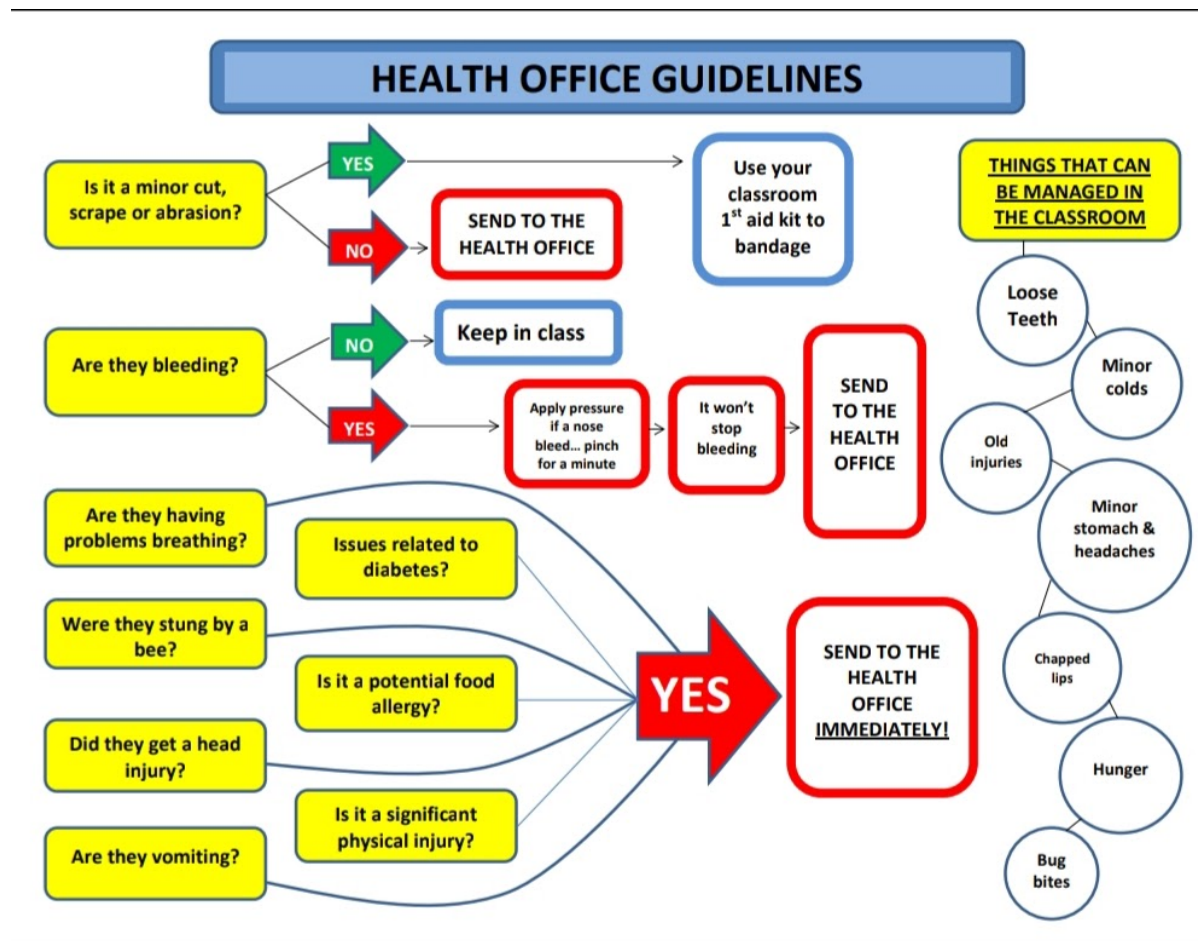 HEALTH OFFICE GUIDELINES
Is it a minor cut,
scrape or abrasion?
YES
Use your
classroom
1st aid kit to
bandage
NO
SEND TO THE
HEALTH OFFICE
Are they bleeding?
NO
Keep in class
YES
Apply pressure
if a nose
bleed... pinch
for a minute
It won't
stop
bleeding
SEND
TO THE
HEALTH
OFFICE
Are they having
problems breathing?
Issues related to
diabetes?
Were they stung by a
bee?
Is it a potential food
allergy?
Did they get a head
injury?
Is it a significant
physical injury?
Are they vomiting?
YES
SEND TO THE
HEALTH
OFFICE
IMMEDIATELY!
THINGS THAT CAN
BE MANAGED IN
THE CLASSROOM
Loose
Teeth
Minor
colds
Old
injuries
Minor
stomach &
headaches
Chapped
lips
Hunger
Bug
bites